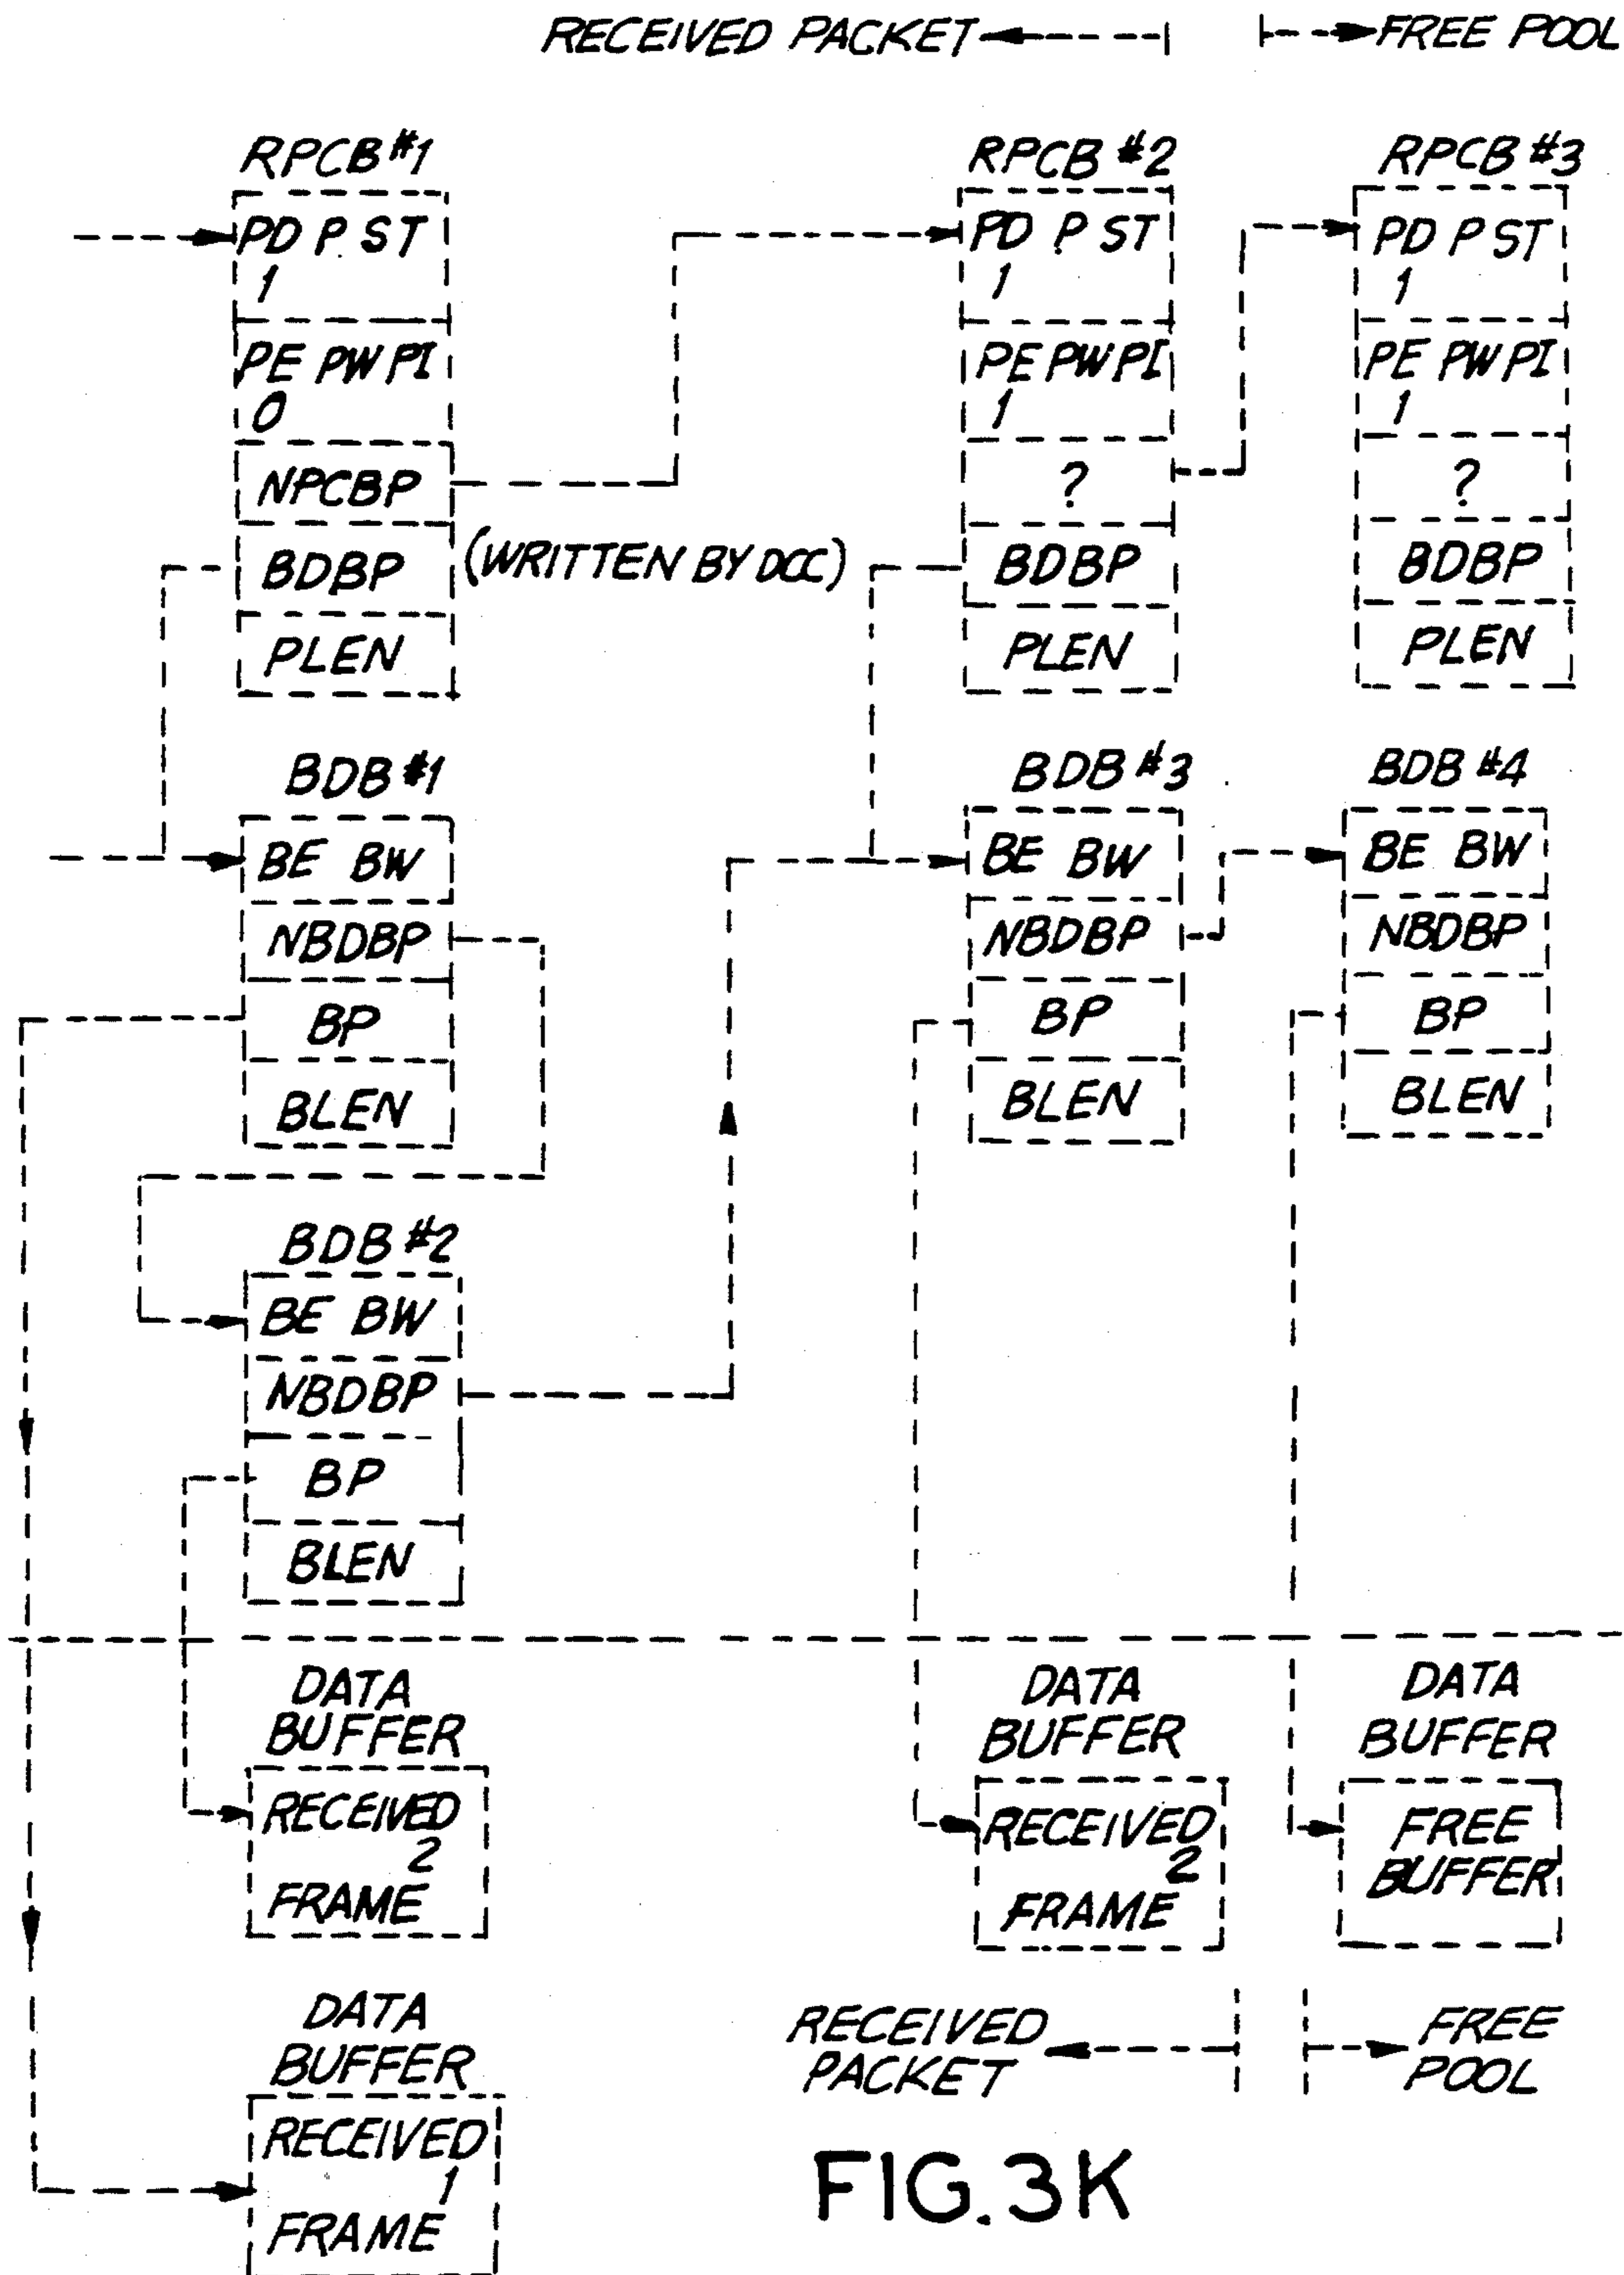 RECEIVED PACKET
FREE POOL
RPCB #1
PD P ST
1
PE PW PI
0
NPCBP
BDBP
(WRITTEN BY DCC)
PLEN
RPCB #2
PD P ST
1
PE PW PI
1
?
BDBP
PLEN
RPCB #3
PD P ST
1
PE PW PI
1
?
BDBP
PLEN
BDB #1
BE BW
NBDBP
BP
BLEN
BDB #3
BE BW
NBDBP
BP
BLEN
BDB #4
BE BW
NBDBP
BP
BLEN
BDB #2
BE BW
NBDBP
BP
BLEN
DATA
BUFFER
RECEIVED
2
FRAME
DATA
BUFFER
RECEIVED
2
FRAME
DATA
BUFFER
FREE
BUFFER
DATA
BUFFER
RECEIVED
1
FRAME
RECEIVED
PACKET
FREE
POOL
FIG. 3K